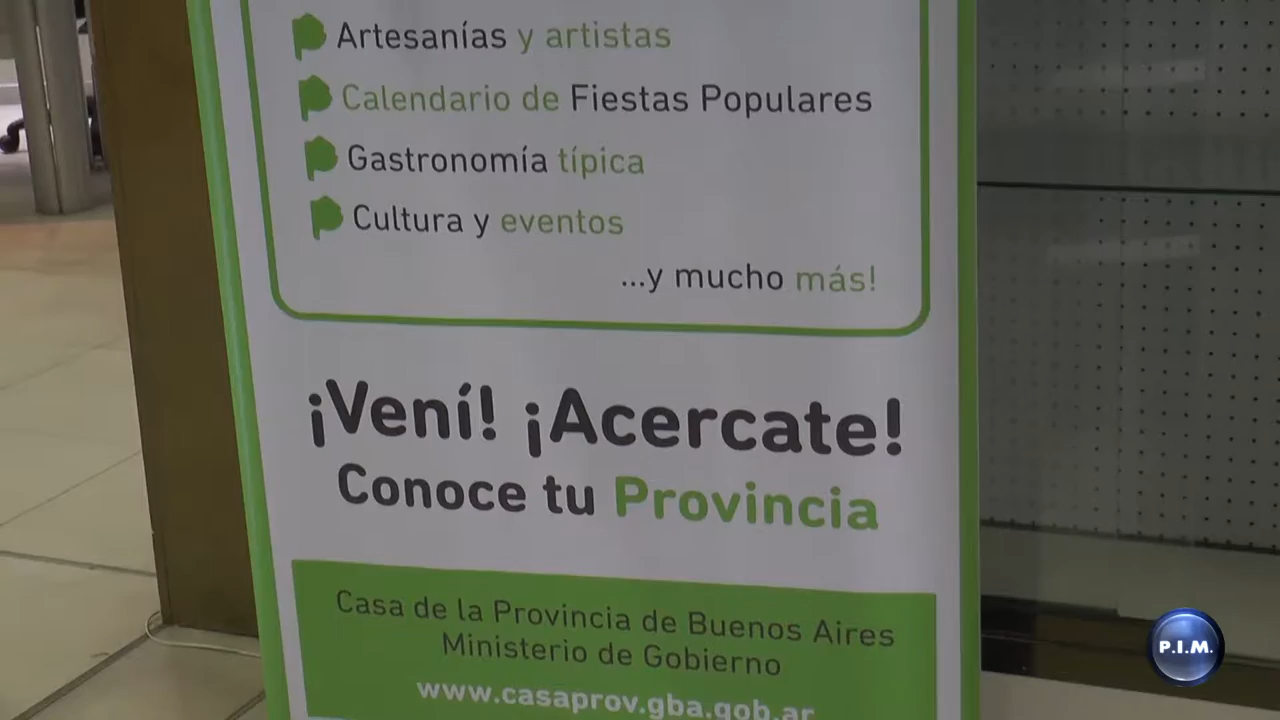 Artesanías y artistas
Calendario de Fiestas Populares
Gastronomía típica
Cultura y eventos
...y mucho más!
¡Vení! ¡Acercate!
Conoce tu Provincia
Casa de la Provincia de Buenos Aires
Ministerio de Gobierno
www.casaprov.gba.gob.ar
P.I.M.